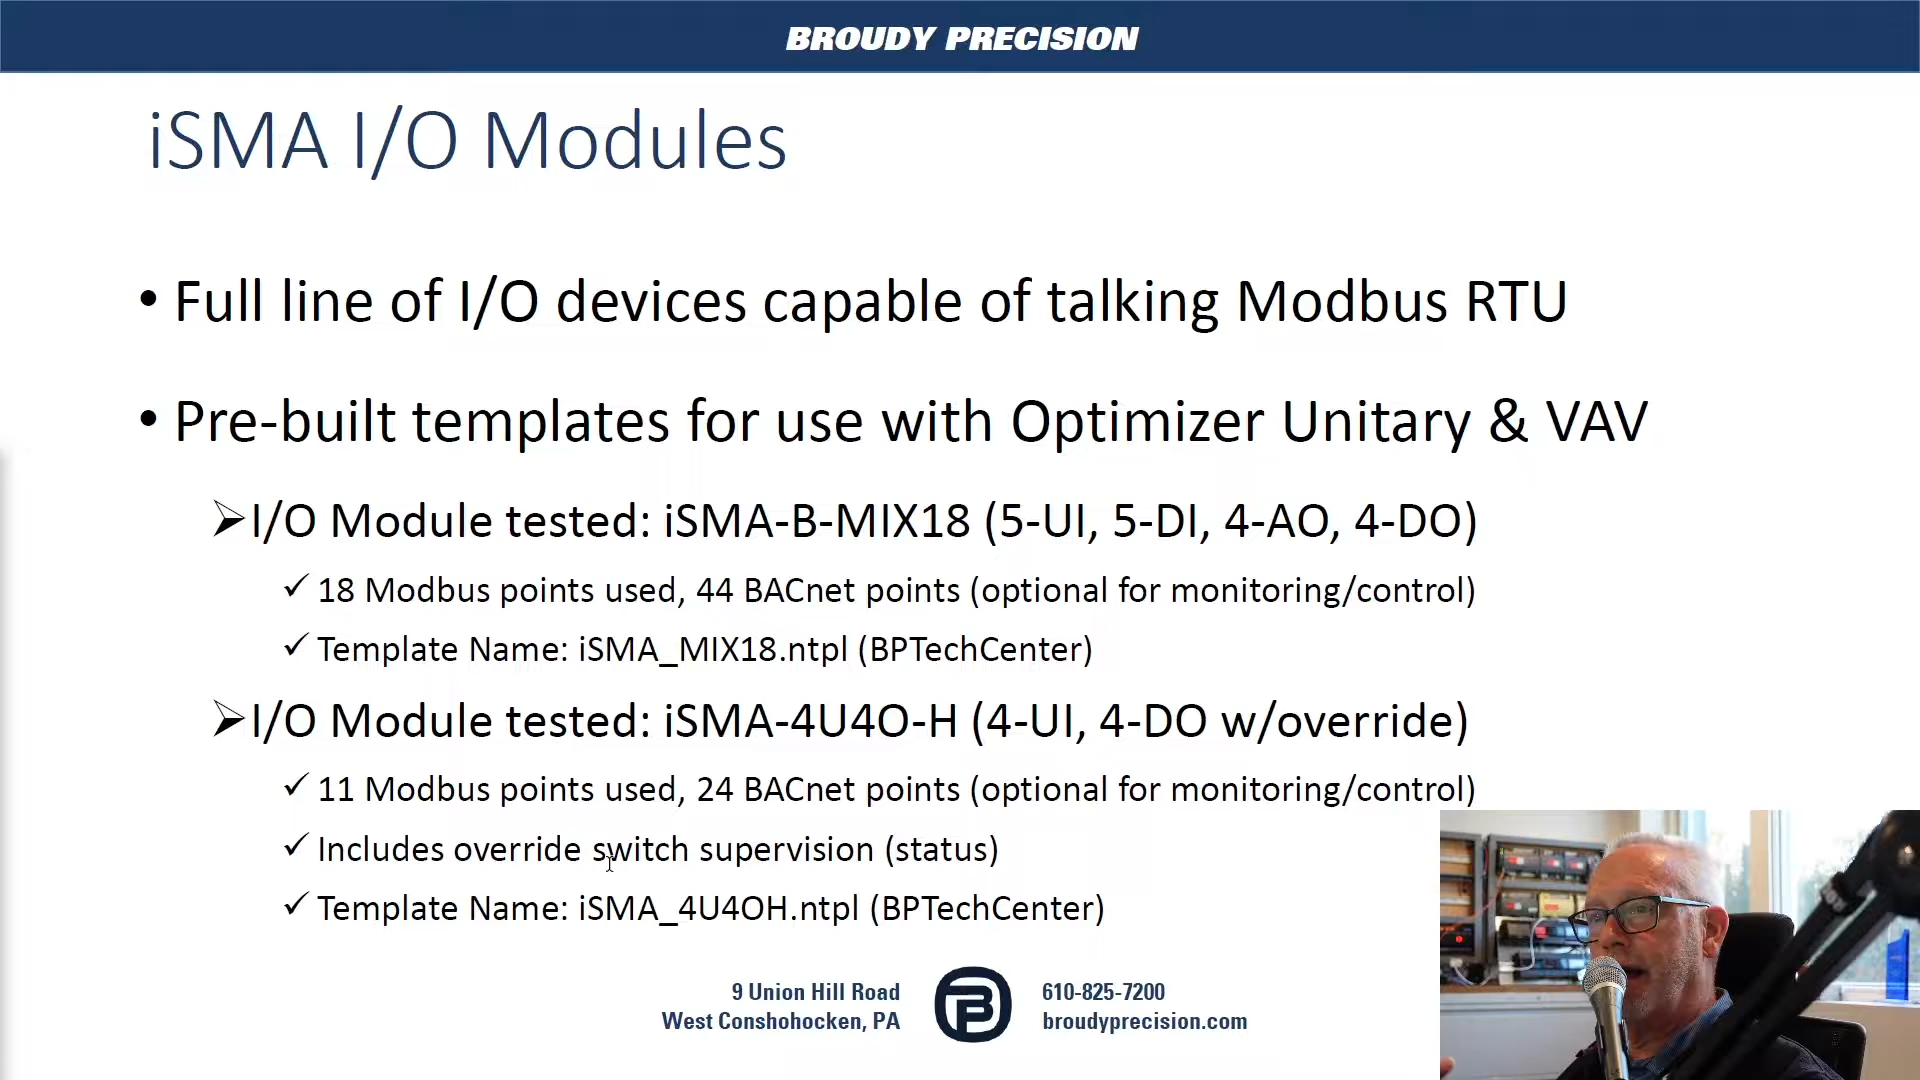 BROUDY PRECISION
iSMA I/O Modules
• Full line of I/O devices capable of talking Modbus RTU
• Pre-built templates for use with Optimizer Unitary & VAV
➢I/O Module tested: iSMA-B-MIX18 (5-UI, 5-DI, 4-AO, 4-DO)
✓ 18 Modbus points used, 44 BACnet points (optional for monitoring/control)
✓ Template Name: iSMA_MIX18.ntpl (BPTechCenter)
➢I/O Module tested: iSMA-4U4O-H (4-UI, 4-DO w/override)
✓ 11 Modbus points used, 24 BACnet points (optional for monitoring/control)
✓ Includes override switch supervision (status)
✓ Template Name: iSMA_4U4OH.ntpl (BPTechCenter)
9 Union Hill Road
West Conshohocken, PA
610-825-7200
broudyprecision.com